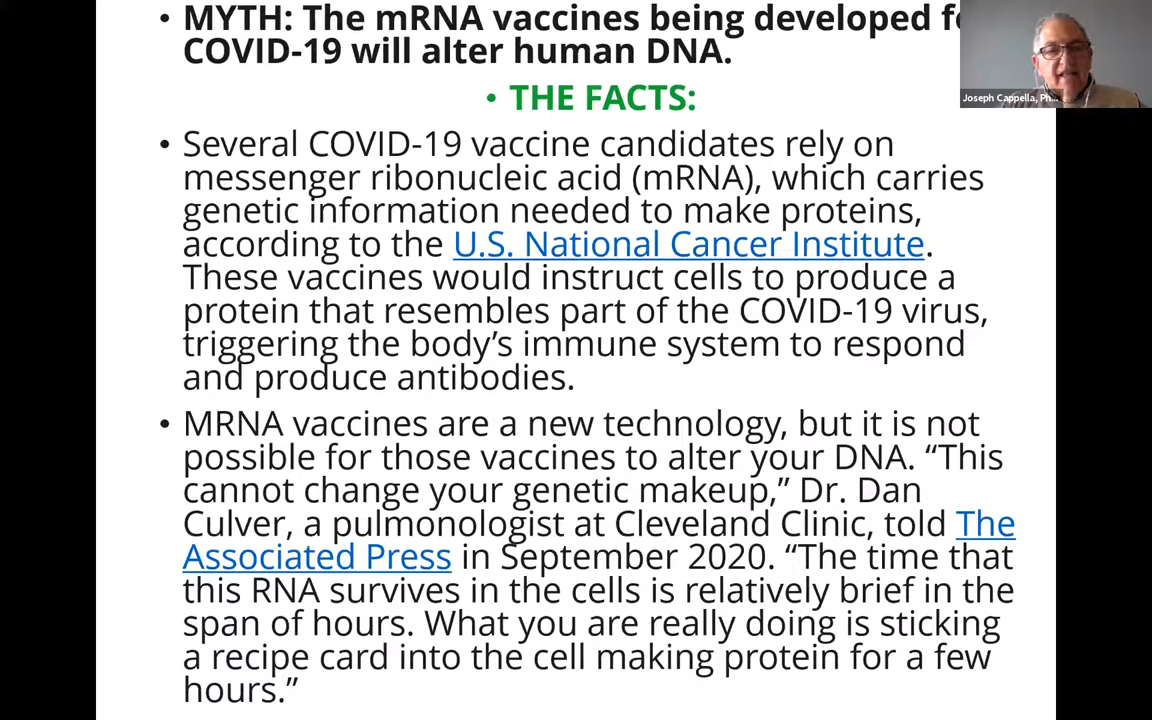 • MYTH: The mRNA vaccines being developed f
COVID-19 will alter human DNA.
Joseph Cappella, Ph...
• THE FACTS:
• Several COVID-19 vaccine candidates rely on
messenger ribonucleic acid (mRNA), which carries
genetic information needed to make proteins,
according to the U.S. National Cancer Institute.
These vaccines would instruct cells to produce a
protein that resembles part of the COVID-19 virus,
triggering the body’s immune system to respond
and produce antibodies.
• MRNA vaccines are a new technology, but it is not
possible for those vaccines to alter your DNA. “This
cannot change your genetic makeup,” Dr. Dan
Culver, a pulmonologist at Cleveland Clinic, told The
Associated Press in September 2020. “The time that
this RNA survives in the cells is relatively brief in the
span of hours. What you are really doing is sticking
a recipe card into the cell making protein for a few
hours.”